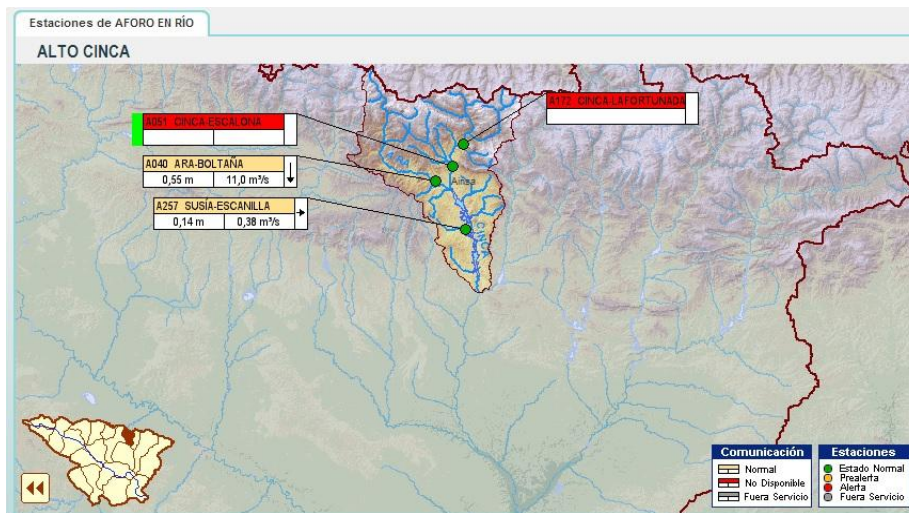 Estaciones de AFORO EN RÍO
ALTO CINCA
A051 CINCA-ESCALONA
A172 CINCA-LAFORTUNADA
A040 ARA-BOLTAÑA
0,55 m 11,0 m³/s
A257 SUSÍA-ESCANILLA
0,14 m 0,38 m³/s
ARA
Ainsa
CINCA
Comunicación
Normal
No Disponible
Fuera Servicio
Estaciones
Estado Normal
Prealerta
Alerta
Fuera Servicio